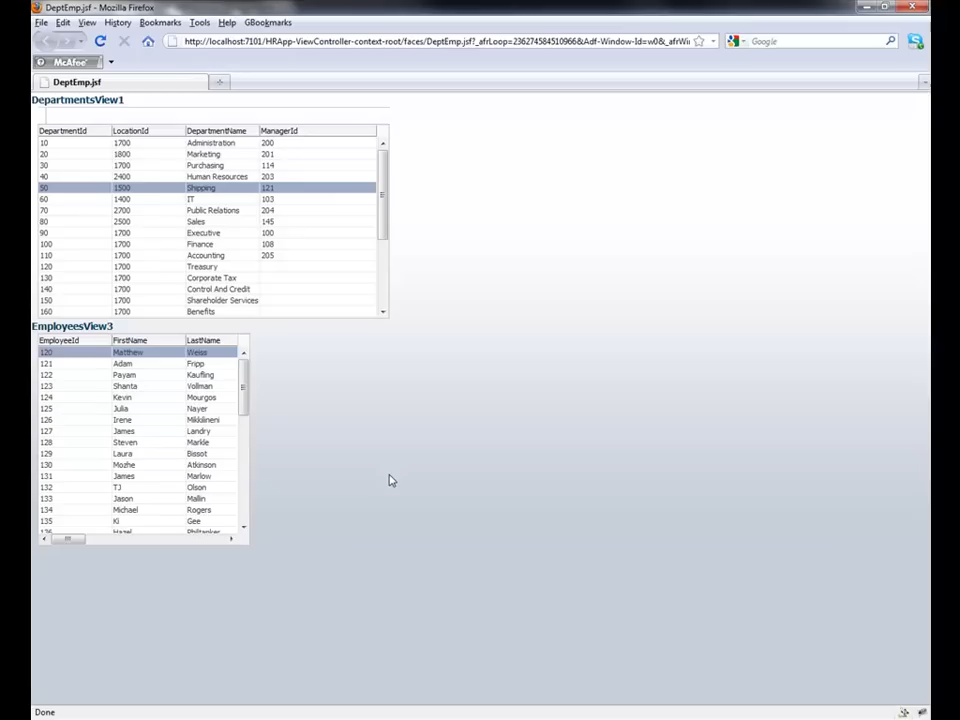 DeptEmp.jsf - Mozilla Firefox
File Edit View History Bookmarks Tools Help GBookmarks
http://localhost:7101/HRApp-ViewController-context-root/faces/DeptEmp.jsf?_afrLoop=236274584510966&Adf-Window-Id=w0&_afrWi Google
McAfee
DeptEmp.jsf
DepartmentsView1
DepartmentId LocationId DepartmentName ManagerId
10 1700 Administration 200
20 1800 Marketing 201
30 1700 Purchasing 114
40 2400 Human Resources 203
50 1500 Shipping 121
60 1400 IT 103
70 2700 Public Relations 204
80 2500 Sales 145
90 1700 Executive 100
100 1700 Finance 108
110 1700 Accounting 205
120 1700 Treasury
130 1700 Corporate Tax
140 1700 Control And Credit
150 1700 Shareholder Services
160 1700 Benefits
EmployeesView3
EmployeeId FirstName LastName
120 Matthew Weiss
121 Adam Fripp
122 Payam Kaufling
123 Shanta Vollman
124 Kevin Mourgos
125 Julia Nayer
126 Irene Mikkilineni
127 James Landry
128 Steven Markle
129 Laura Bissot
130 Mozhe Atkinson
131 James Marlow
132 TJ Olson
133 Jason Mallin
134 Michael Rogers
135 Ki Gee
136 Hazel Philtanker
Done